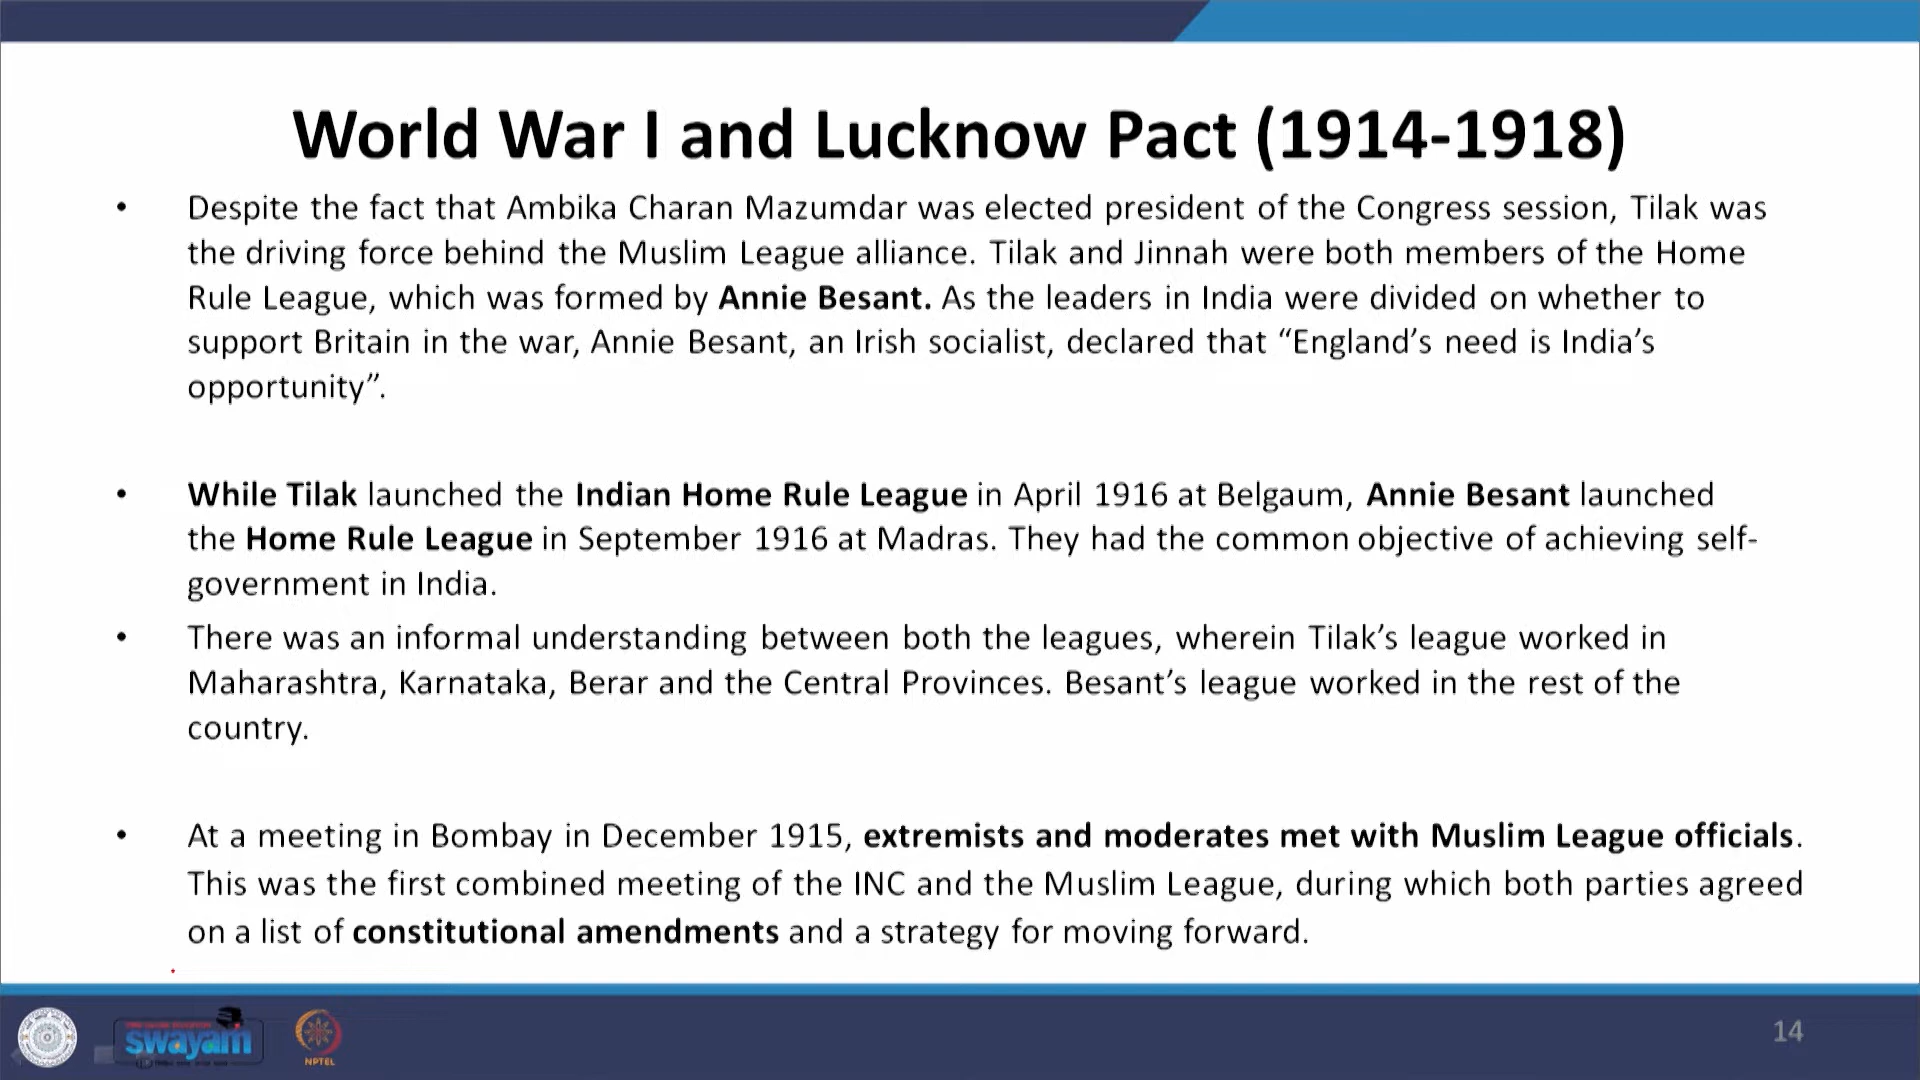 World War I and Lucknow Pact (1914-1918)
• Despite the fact that Ambika Charan Mazumdar was elected president of the Congress session, Tilak was
the driving force behind the Muslim League alliance. Tilak and Jinnah were both members of the Home
Rule League, which was formed by Annie Besant. As the leaders in India were divided on whether to
support Britain in the war, Annie Besant, an Irish socialist, declared that “England’s need is India’s
opportunity”.
• While Tilak launched the Indian Home Rule League in April 1916 at Belgaum, Annie Besant launched
the Home Rule League in September 1916 at Madras. They had the common objective of achieving self-
government in India.
• There was an informal understanding between both the leagues, wherein Tilak’s league worked in
Maharashtra, Karnataka, Berar and the Central Provinces. Besant’s league worked in the rest of the
country.
• At a meeting in Bombay in December 1915, extremists and moderates met with Muslim League officials.
This was the first combined meeting of the INC and the Muslim League, during which both parties agreed
on a list of constitutional amendments and a strategy for moving forward.
swayam
NPTEL
14